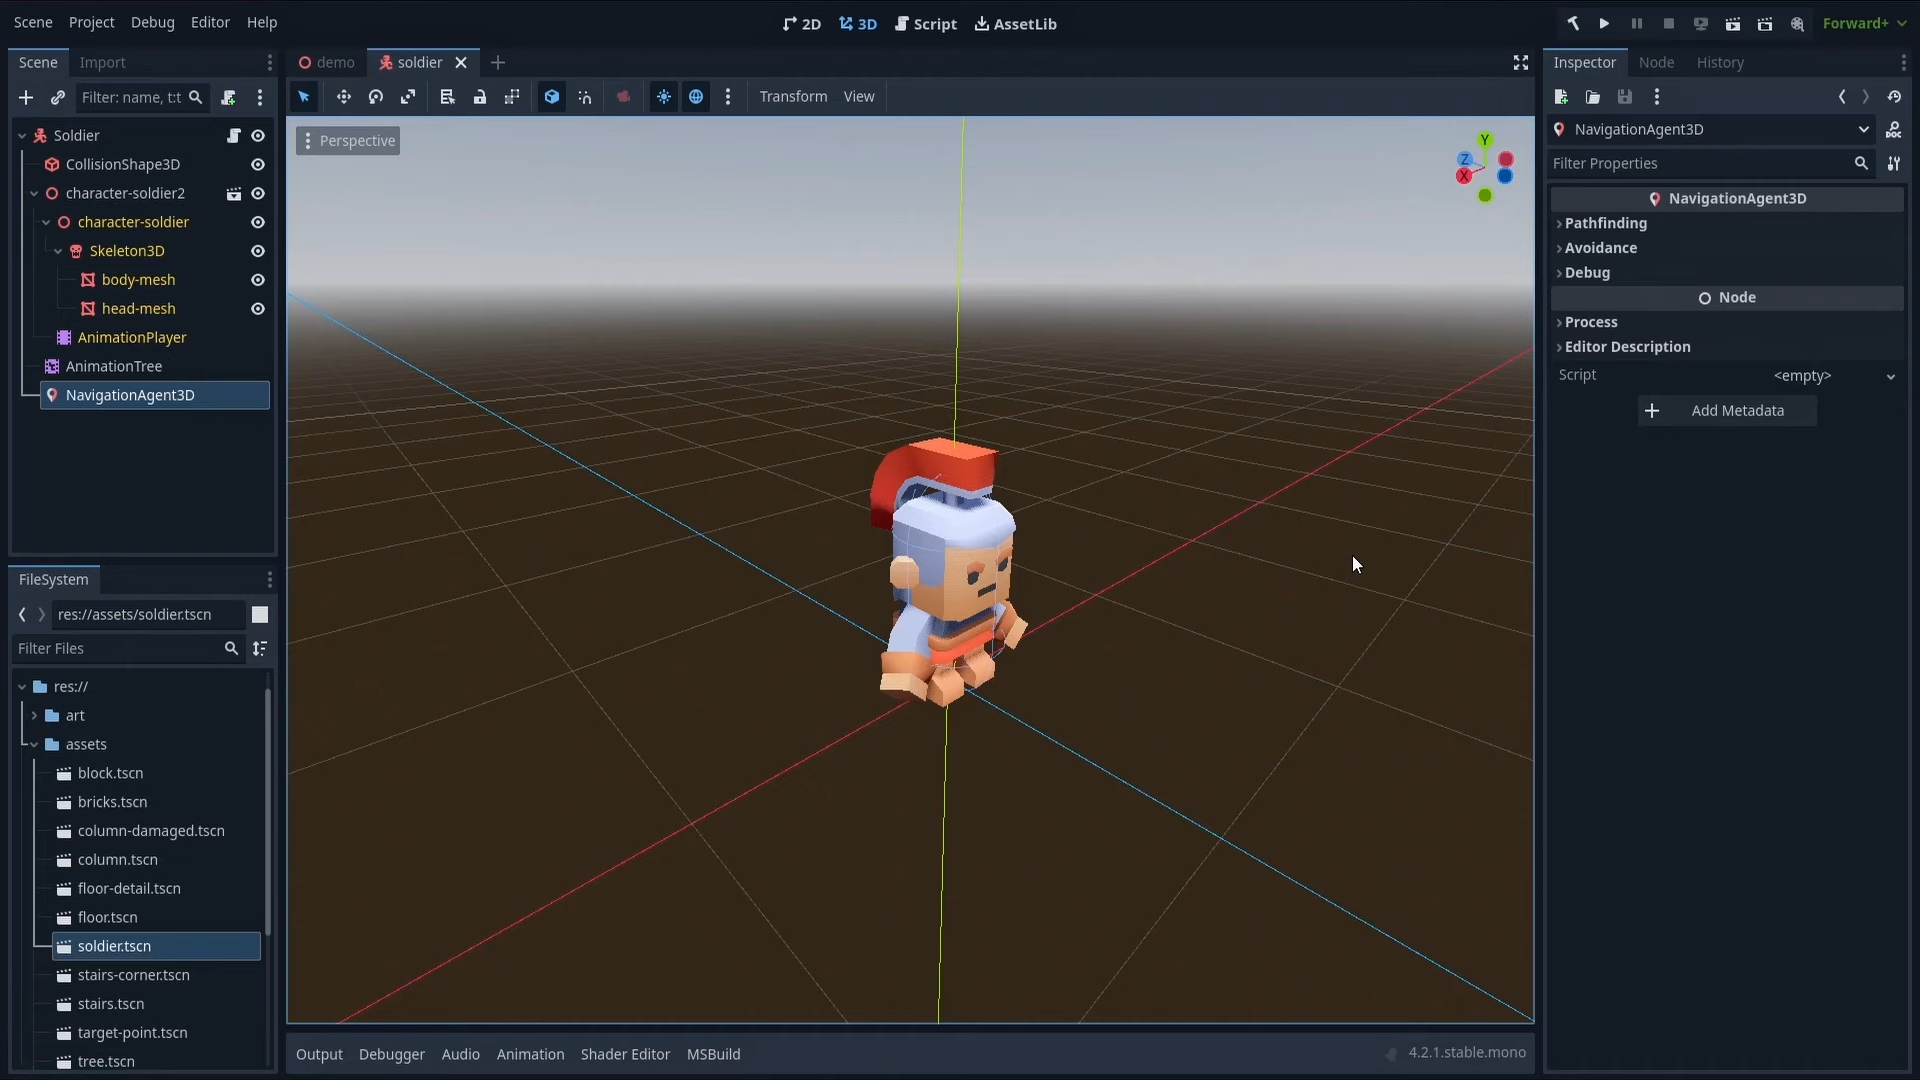 Scene Project Debug Editor Help
2D 3D Script AssetLib
Forward+
Scene Import
Filter: name, t:t
Soldier
CollisionShape3D
character-soldier2
character-soldier
Skeleton3D
body-mesh
head-mesh
AnimationPlayer
AnimationTree
NavigationAgent3D
FileSystem
res://assets/soldier.tscn
Filter Files
res://
art
assets
block.tscn
bricks.tscn
column-damaged.tscn
column.tscn
floor-detail.tscn
floor.tscn
soldier.tscn
stairs-corner.tscn
stairs.tscn
target-point.tscn
tree.tscn
demo soldier
Transform View
Perspective
Y
Z
X
Output Debugger Audio Animation Shader Editor MSBuild
4.2.1.stable.mono
Inspector Node History
NavigationAgent3D
Filter Properties
NavigationAgent3D
Pathfinding
Avoidance
Debug
Node
Process
Editor Description
Script <empty>
Add Metadata